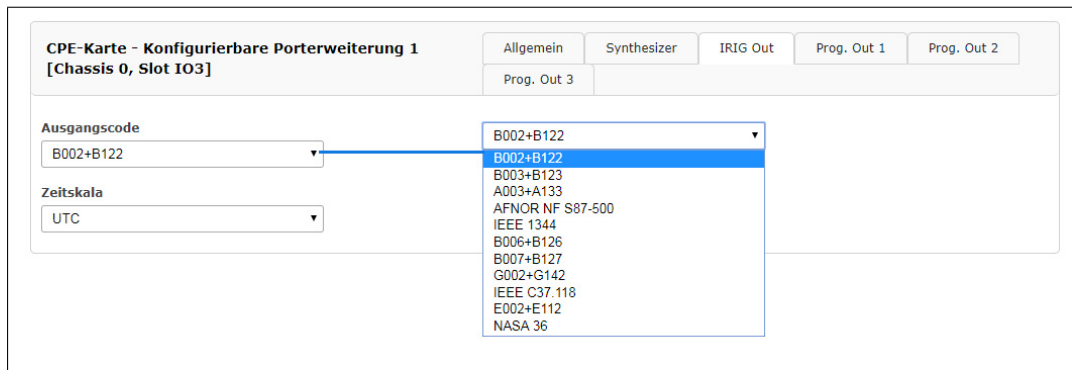 CPE-Karte - Konfigurierbare Porterweiterung 1
[Chassis 0, Slot IO3]
Allgemein
Synthesizer
IRIG Out
Prog. Out 1
Prog. Out 2
Prog. Out 3
Ausgangscode
B002+B122
Zeitskala
UTC
B002+B122
B002+B122
B003+B123
A003+A133
AFNOR NF S87-500
IEEE 1344
B006+B126
B007+B127
G002+G142
IEEE C37.118
E002+E112
NASA 36